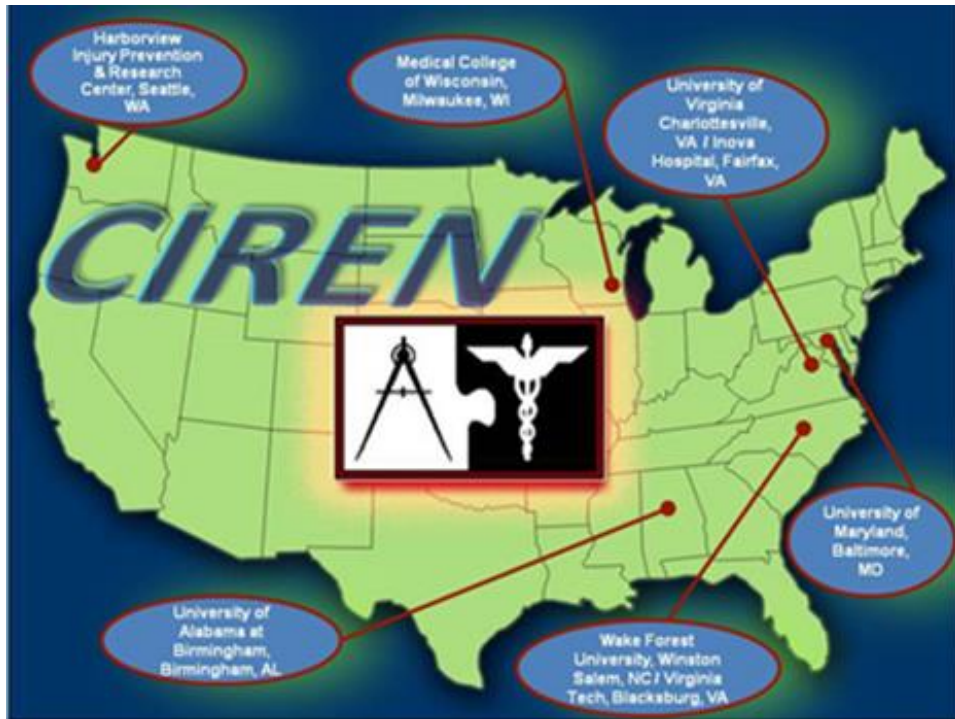 Harborview
Injury Prevention
& Research
Center, Seattle,
WA
Medical College
of Wisconsin,
Milwaukee, WI
University of
Virginia
Charlottesville,
VA / Inova
Hospital, Fairfax,
VA
CIREN
University of
Maryland,
Baltimore,
MD
University of
Alabama at
Birmingham,
Birmingham, AL
Wake Forest
University, Winston
Salem, NC / Virginia
Tech, Blacksburg, VA